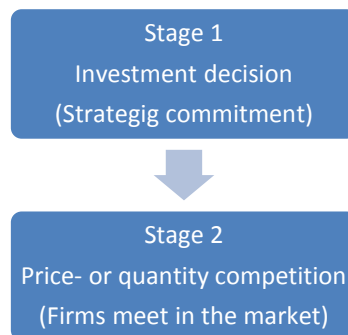 Stage 1
Investment decision
(Strategig commitment)
Stage 2
Price- or quantity competition
(Firms meet in the market)